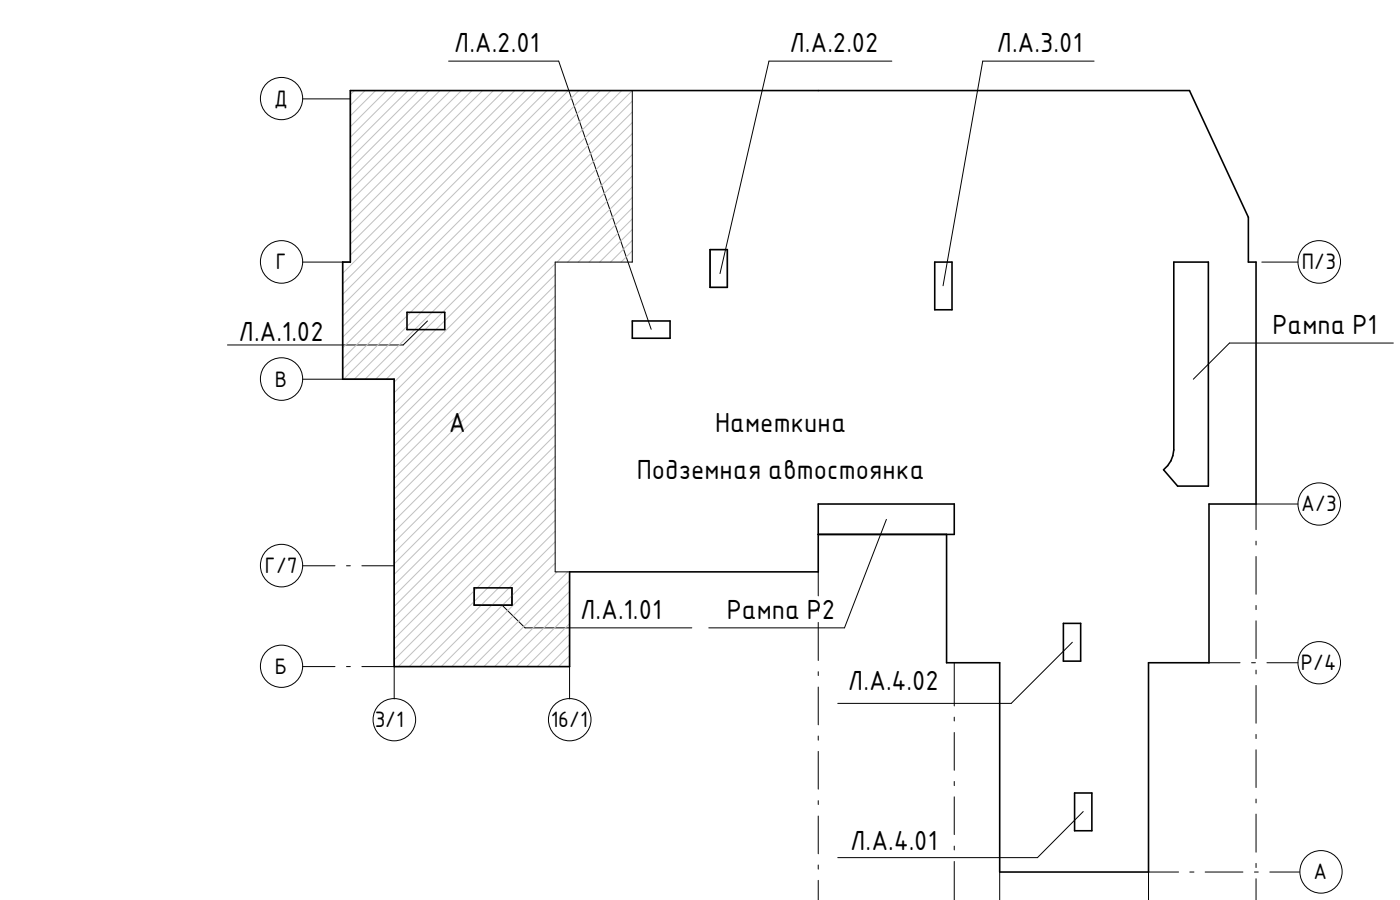 Л.А.2.01
Л.А.2.02
Л.А.3.01
Д
Г
П/3
Л.А.1.02
Рампа Р1
В
А
Наметкина
Подземная автостоянка
А/3
Г/7
Л.А.1.01
Рампа Р2
Б
Р/4
Л.А.4.02
3/1
16/1
Л.А.4.01
А